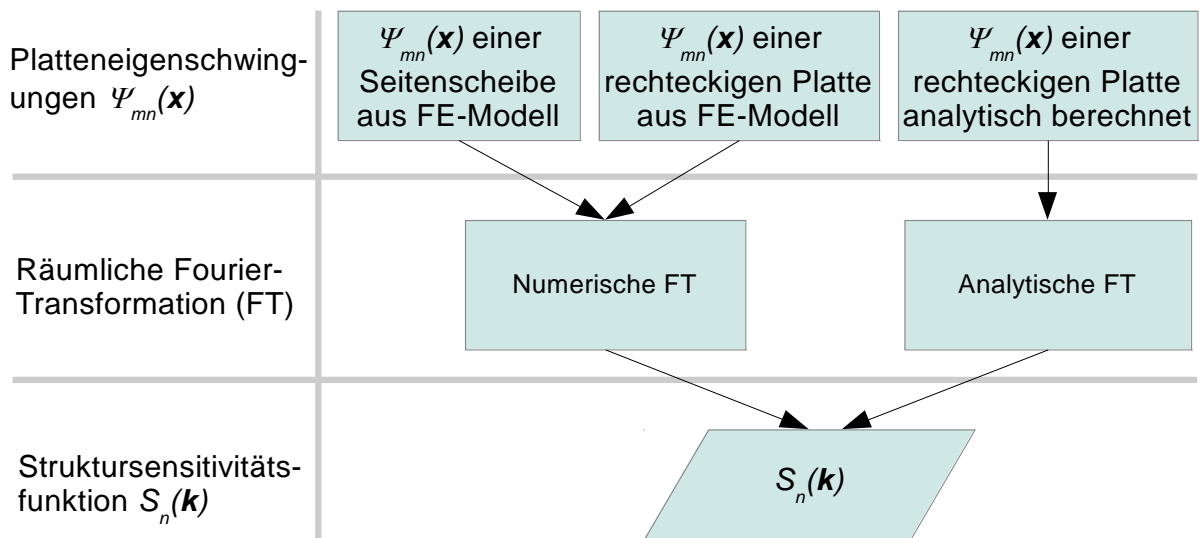 Platteneigenschwing-
ungen Ψmn(x)
Ψmn(x) einer
Seitenscheibe
aus FE-Modell
Ψmn(x) einer
rechteckigen Platte
aus FE-Modell
Ψmn(x) einer
rechteckigen Platte
analytisch berechnet
Räumliche Fourier-
Transformation (FT)
Numerische FT
Analytische FT
Struktursensitivitäts-
funktion Sn(k)
Sn(k)